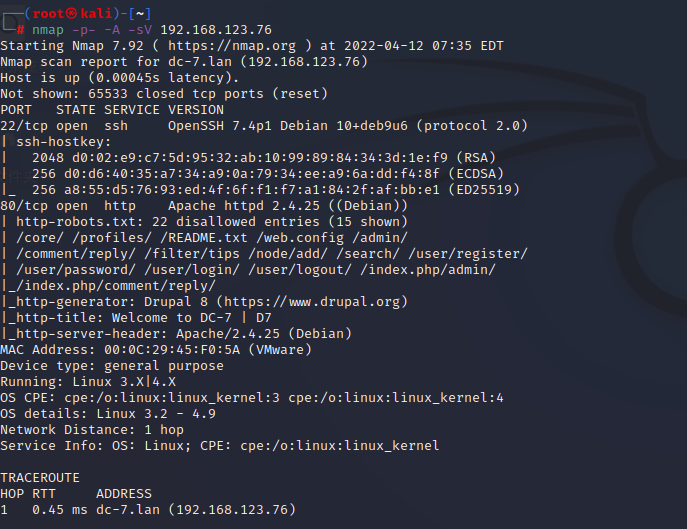 ┌──(root㉿kali)-[~]
└─# nmap -p- -A -sV 192.168.123.76
Starting Nmap 7.92 ( https://nmap.org ) at 2022-04-12 07:35 EDT
Nmap scan report for dc-7.lan (192.168.123.76)
Host is up (0.00045s latency).
Not shown: 65533 closed tcp ports (reset)
PORT   STATE SERVICE VERSION
22/tcp open  ssh     OpenSSH 7.4p1 Debian 10+deb9u6 (protocol 2.0)
| ssh-hostkey:
|   2048 d0:02:e9:c7:5d:95:32:ab:10:99:89:84:34:3d:1e:f9 (RSA)
|   256 d0:d6:40:35:a7:34:a9:0a:79:34:ee:a9:6a:dd:f4:8f (ECDSA)
|_  256 a8:55:d5:76:93:ed:4f:6f:f1:f7:a1:84:2f:af:bb:e1 (ED25519)
80/tcp open  http    Apache httpd 2.4.25 ((Debian))
| http-robots.txt: 22 disallowed entries (15 shown)
| /core/ /profiles/ /README.txt /web.config /admin/
| /comment/reply/ /filter/tips /node/add/ /search/ /user/register/
| /user/password/ /user/login/ /user/logout/ /index.php/admin/
|_/index.php/comment/reply/
|_http-generator: Drupal 8 (https://www.drupal.org)
|_http-title: Welcome to DC-7 | D7
|_http-server-header: Apache/2.4.25 (Debian)
MAC Address: 00:0C:29:45:F0:5A (VMware)
Device type: general purpose
Running: Linux 3.X|4.X
OS CPE: cpe:/o:linux:linux_kernel:3 cpe:/o:linux:linux_kernel:4
OS details: Linux 3.2 - 4.9
Network Distance: 1 hop
Service Info: OS: Linux; CPE: cpe:/o:linux:linux_kernel
TRACEROUTE
HOP RTT     ADDRESS
1   0.45 ms dc-7.lan (192.168.123.76)